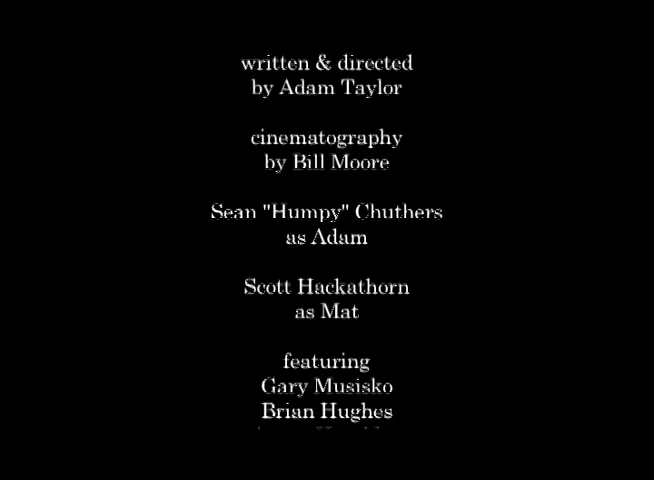 written & directed
by Adam Taylor
cinematography
by Bill Moore
Sean "Humpy" Chuthers
as Adam
Scott Hackathorn
as Mat
featuring
Gary Musisko
Brian Hughes